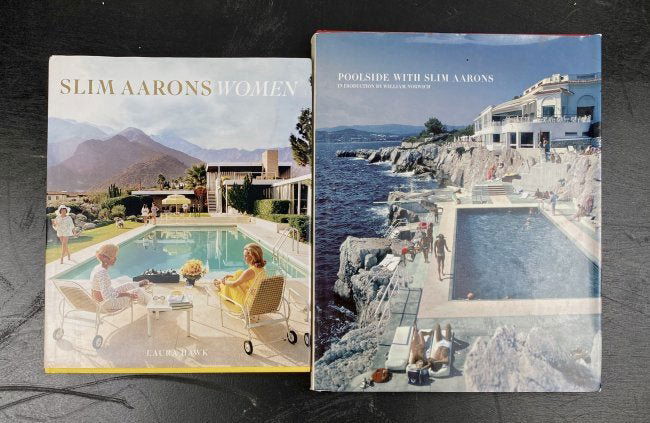 SLIM AARONS WOMEN
LAURA HAWK
POOLSIDE WITH SLIM AARONS
INTRODUCTION BY WILLIAM NORWICH